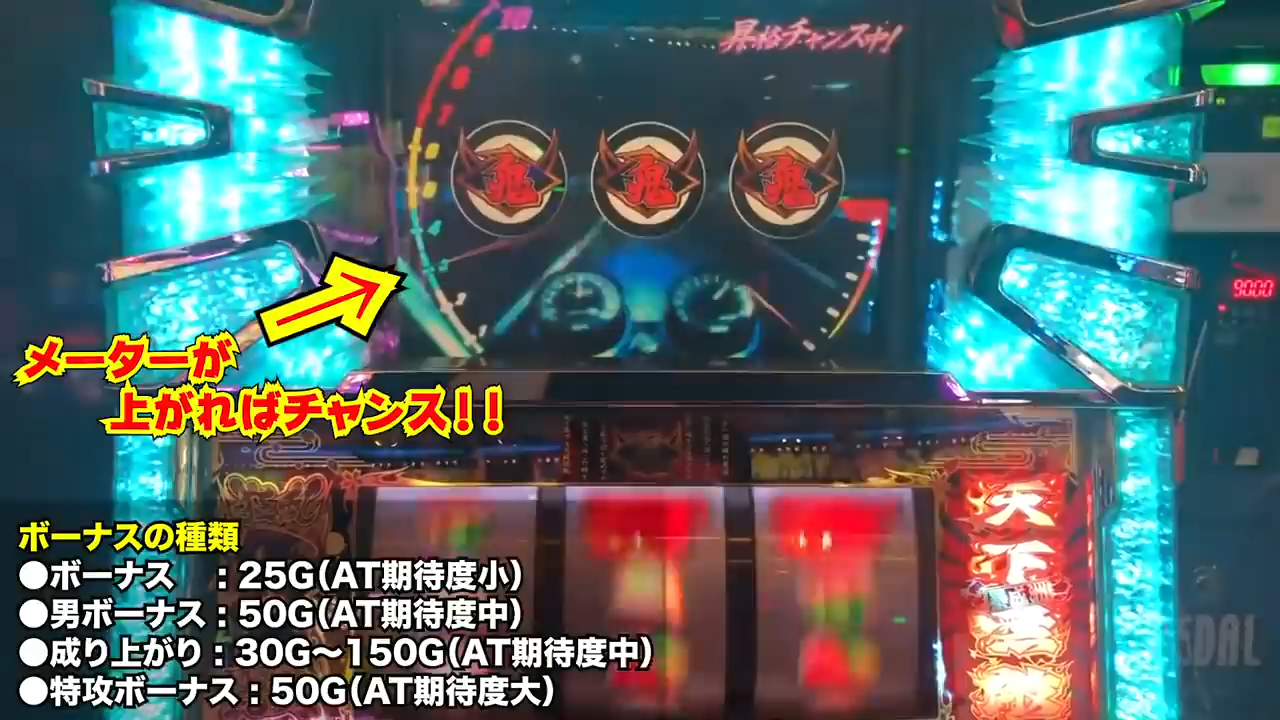 10
昇格チャンス中!
鬼 鬼 鬼
9000
メーターが
上がればチャンス!!
ボーナスの種類
●ボーナス　：25G(AT期待度小)
●男ボーナス：50G(AT期待度中)
●成り上がり：30G〜150G(AT期待度中)
●特攻ボーナス：50G(AT期待度大)
天下